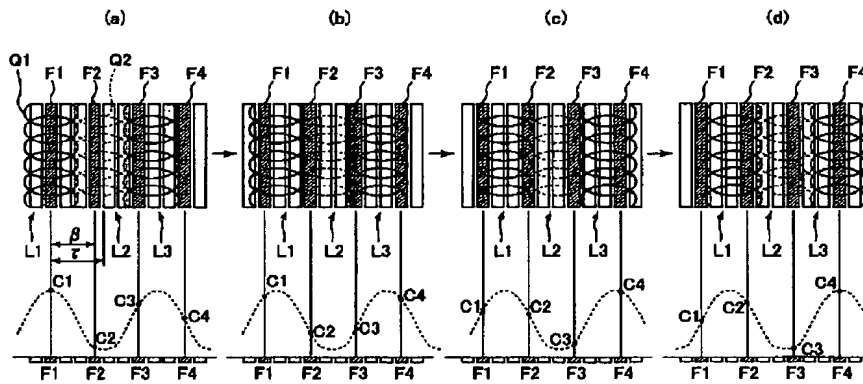 (a) (b) (c) (d)
Q1 F1 F2 Q2 F3 F4 F1 F2 F3 F4 F1 F2 F3 F4 F1 F2 F3 F4
L1 β τ L2 L3 L1 L2 L3 L1 L2 L3 L1 L2 L3
C1 C2 C3 C4 C1 C2 C3 C4 C1 C2 C3 C4 C1 C2 C3 C4
F1 F2 F3 F4 F1 F2 F3 F4 F1 F2 F3 F4 F1 F2 F3 F4